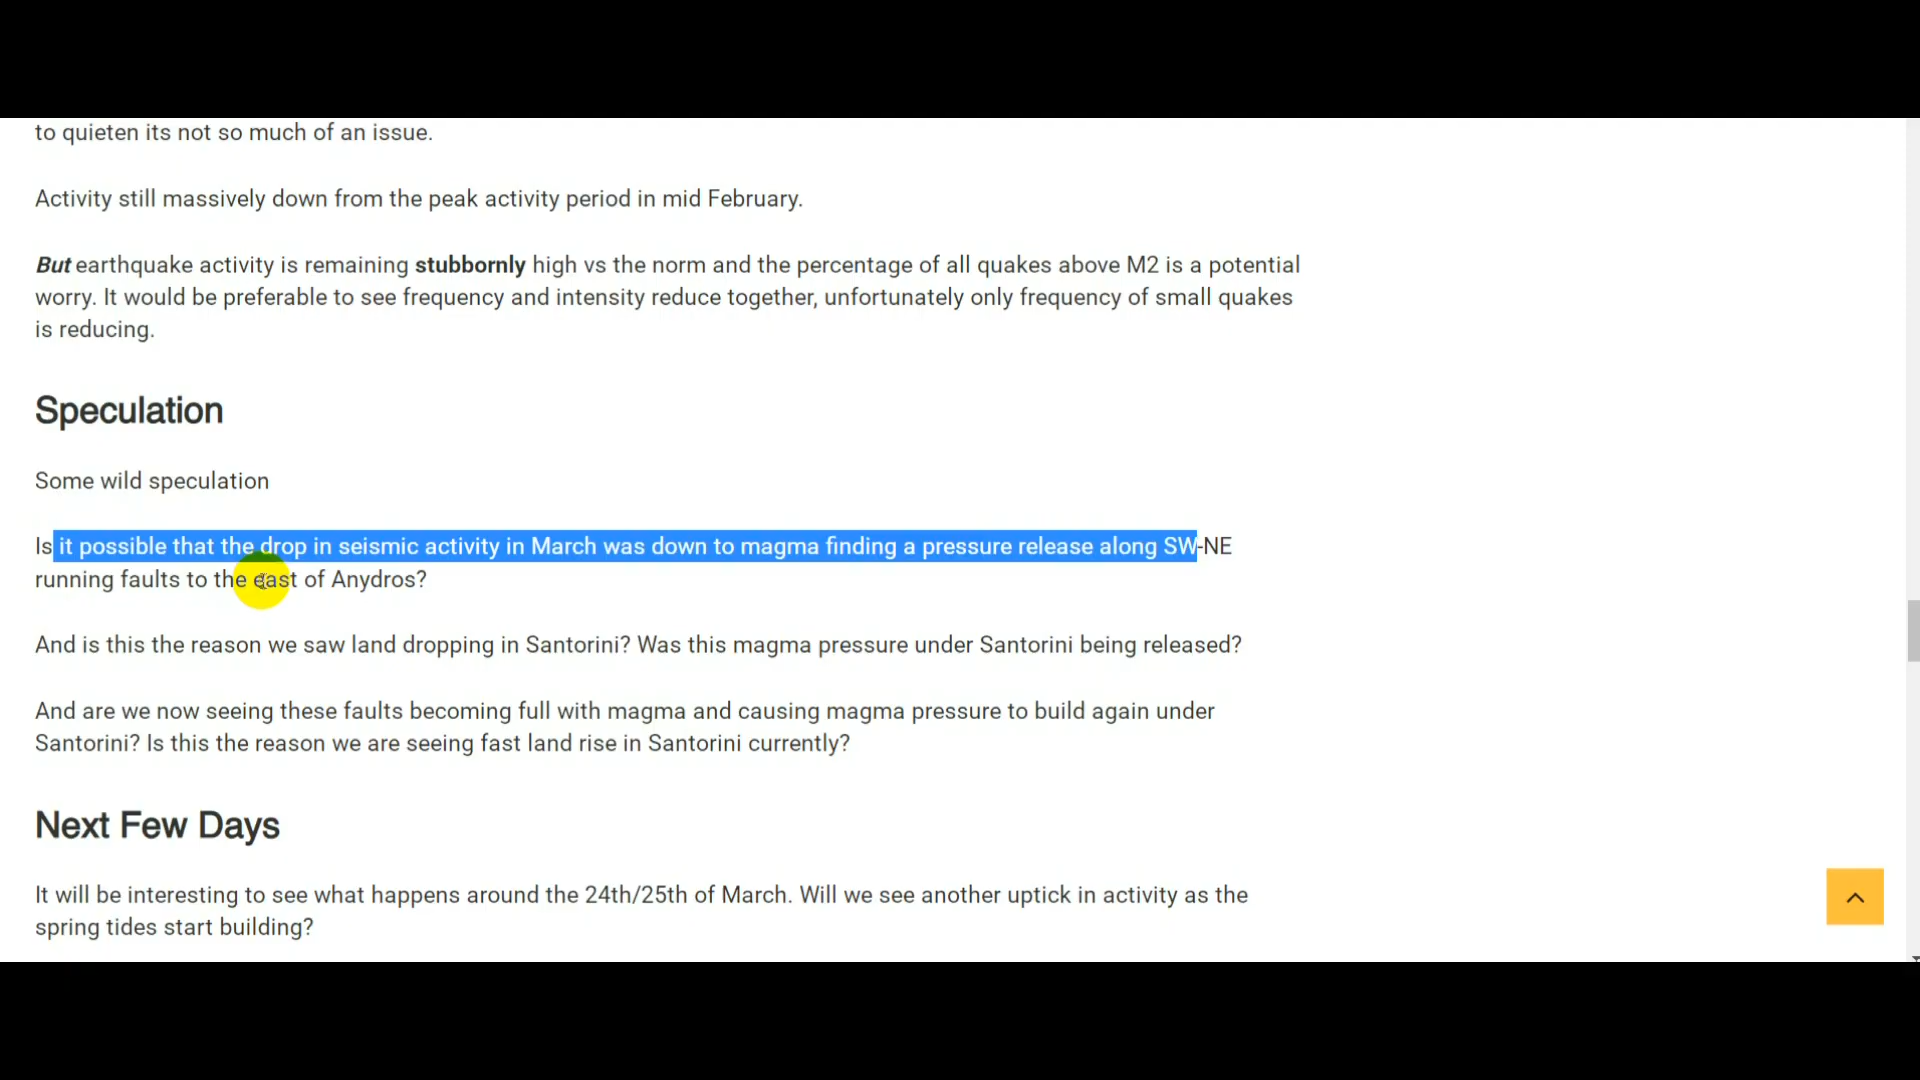 to quieten its not so much of an issue.
Activity still massively down from the peak activity period in mid February.
But earthquake activity is remaining stubbornly high vs the norm and the percentage of all quakes above M2 is a potential
worry. It would be preferable to see frequency and intensity reduce together, unfortunately only frequency of small quakes
is reducing.
Speculation
Some wild speculation
Is it possible that the drop in seismic activity in March was down to magma finding a pressure release along SW-NE
running faults to the east of Anydros?
And is this the reason we saw land dropping in Santorini? Was this magma pressure under Santorini being released?
And are we now seeing these faults becoming full with magma and causing magma pressure to build again under
Santorini? Is this the reason we are seeing fast land rise in Santorini currently?
Next Few Days
It will be interesting to see what happens around the 24th/25th of March. Will we see another uptick in activity as the
spring tides start building?